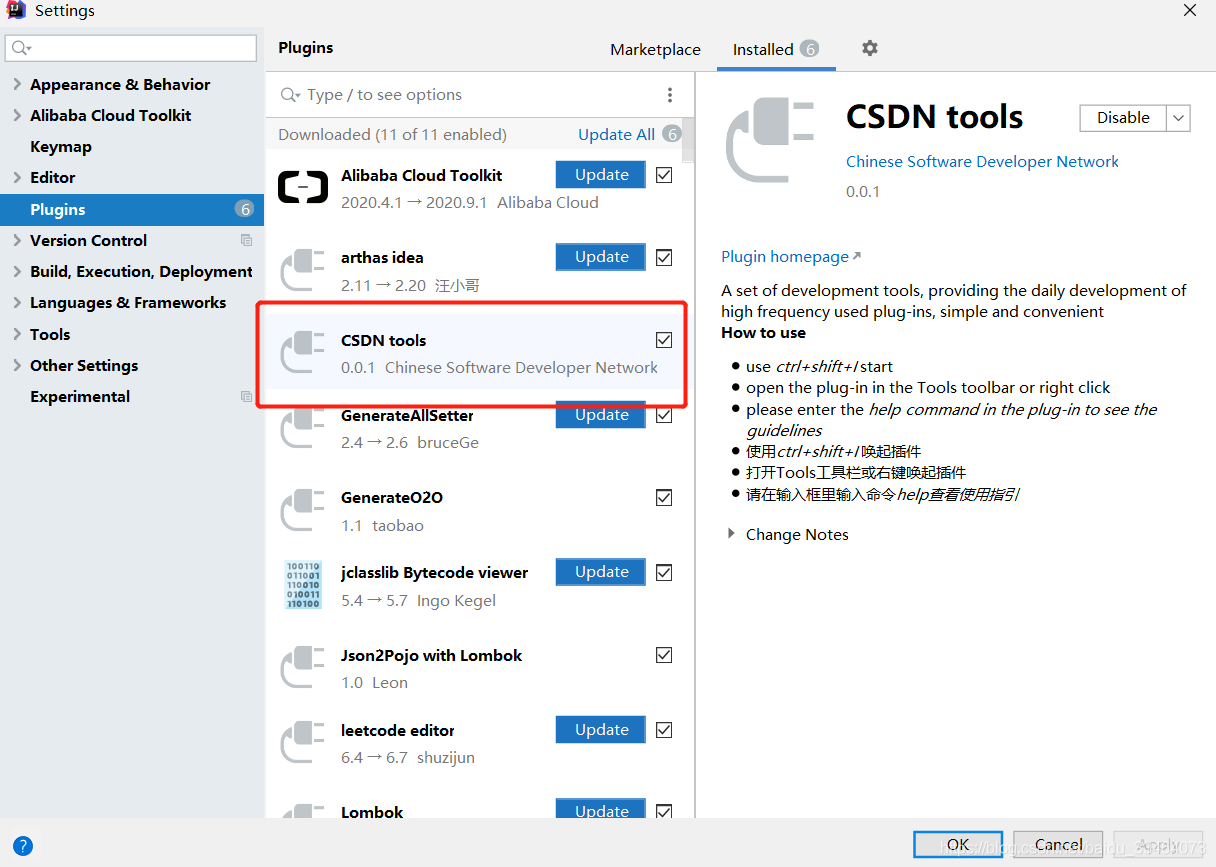 Settings
Plugins
Marketplace
Installed 6
Appearance & Behavior
Alibaba Cloud Toolkit
Keymap
Editor
Plugins 6
Version Control
Build, Execution, Deployment
Languages & Frameworks
Tools
Other Settings
Experimental
Type / to see options
Downloaded (11 of 11 enabled) Update All 6
Alibaba Cloud Toolkit Update
2020.4.1 → 2020.9.1 Alibaba Cloud
arthas idea Update
2.11 → 2.20 汪小哥
CSDN tools
0.0.1 Chinese Software Developer Network
GenerateAllSetter Update
2.4 → 2.6 bruceGe
GenerateO2O
1.1 taobao
jclasslib Bytecode viewer Update
5.4 → 5.7 Ingo Kegel
Json2Pojo with Lombok
1.0 Leon
leetcode editor Update
6.4 → 6.7 shuzijun
Lombok Update
CSDN tools
Disable
Chinese Software Developer Network
0.0.1
Plugin homepage
A set of development tools, providing the daily development of
high frequency used plug-ins, simple and convenient
How to use
use ctrl+shift+l start
open the plug-in in the Tools toolbar or right click
please enter the help command in the plug-in to see the
guidelines
使用ctrl+shift+l 唤起插件
打开Tools工具栏或右键唤起插件
请在输入框里输入命令help查看使用指引
Change Notes
?
OK
Cancel
Apply